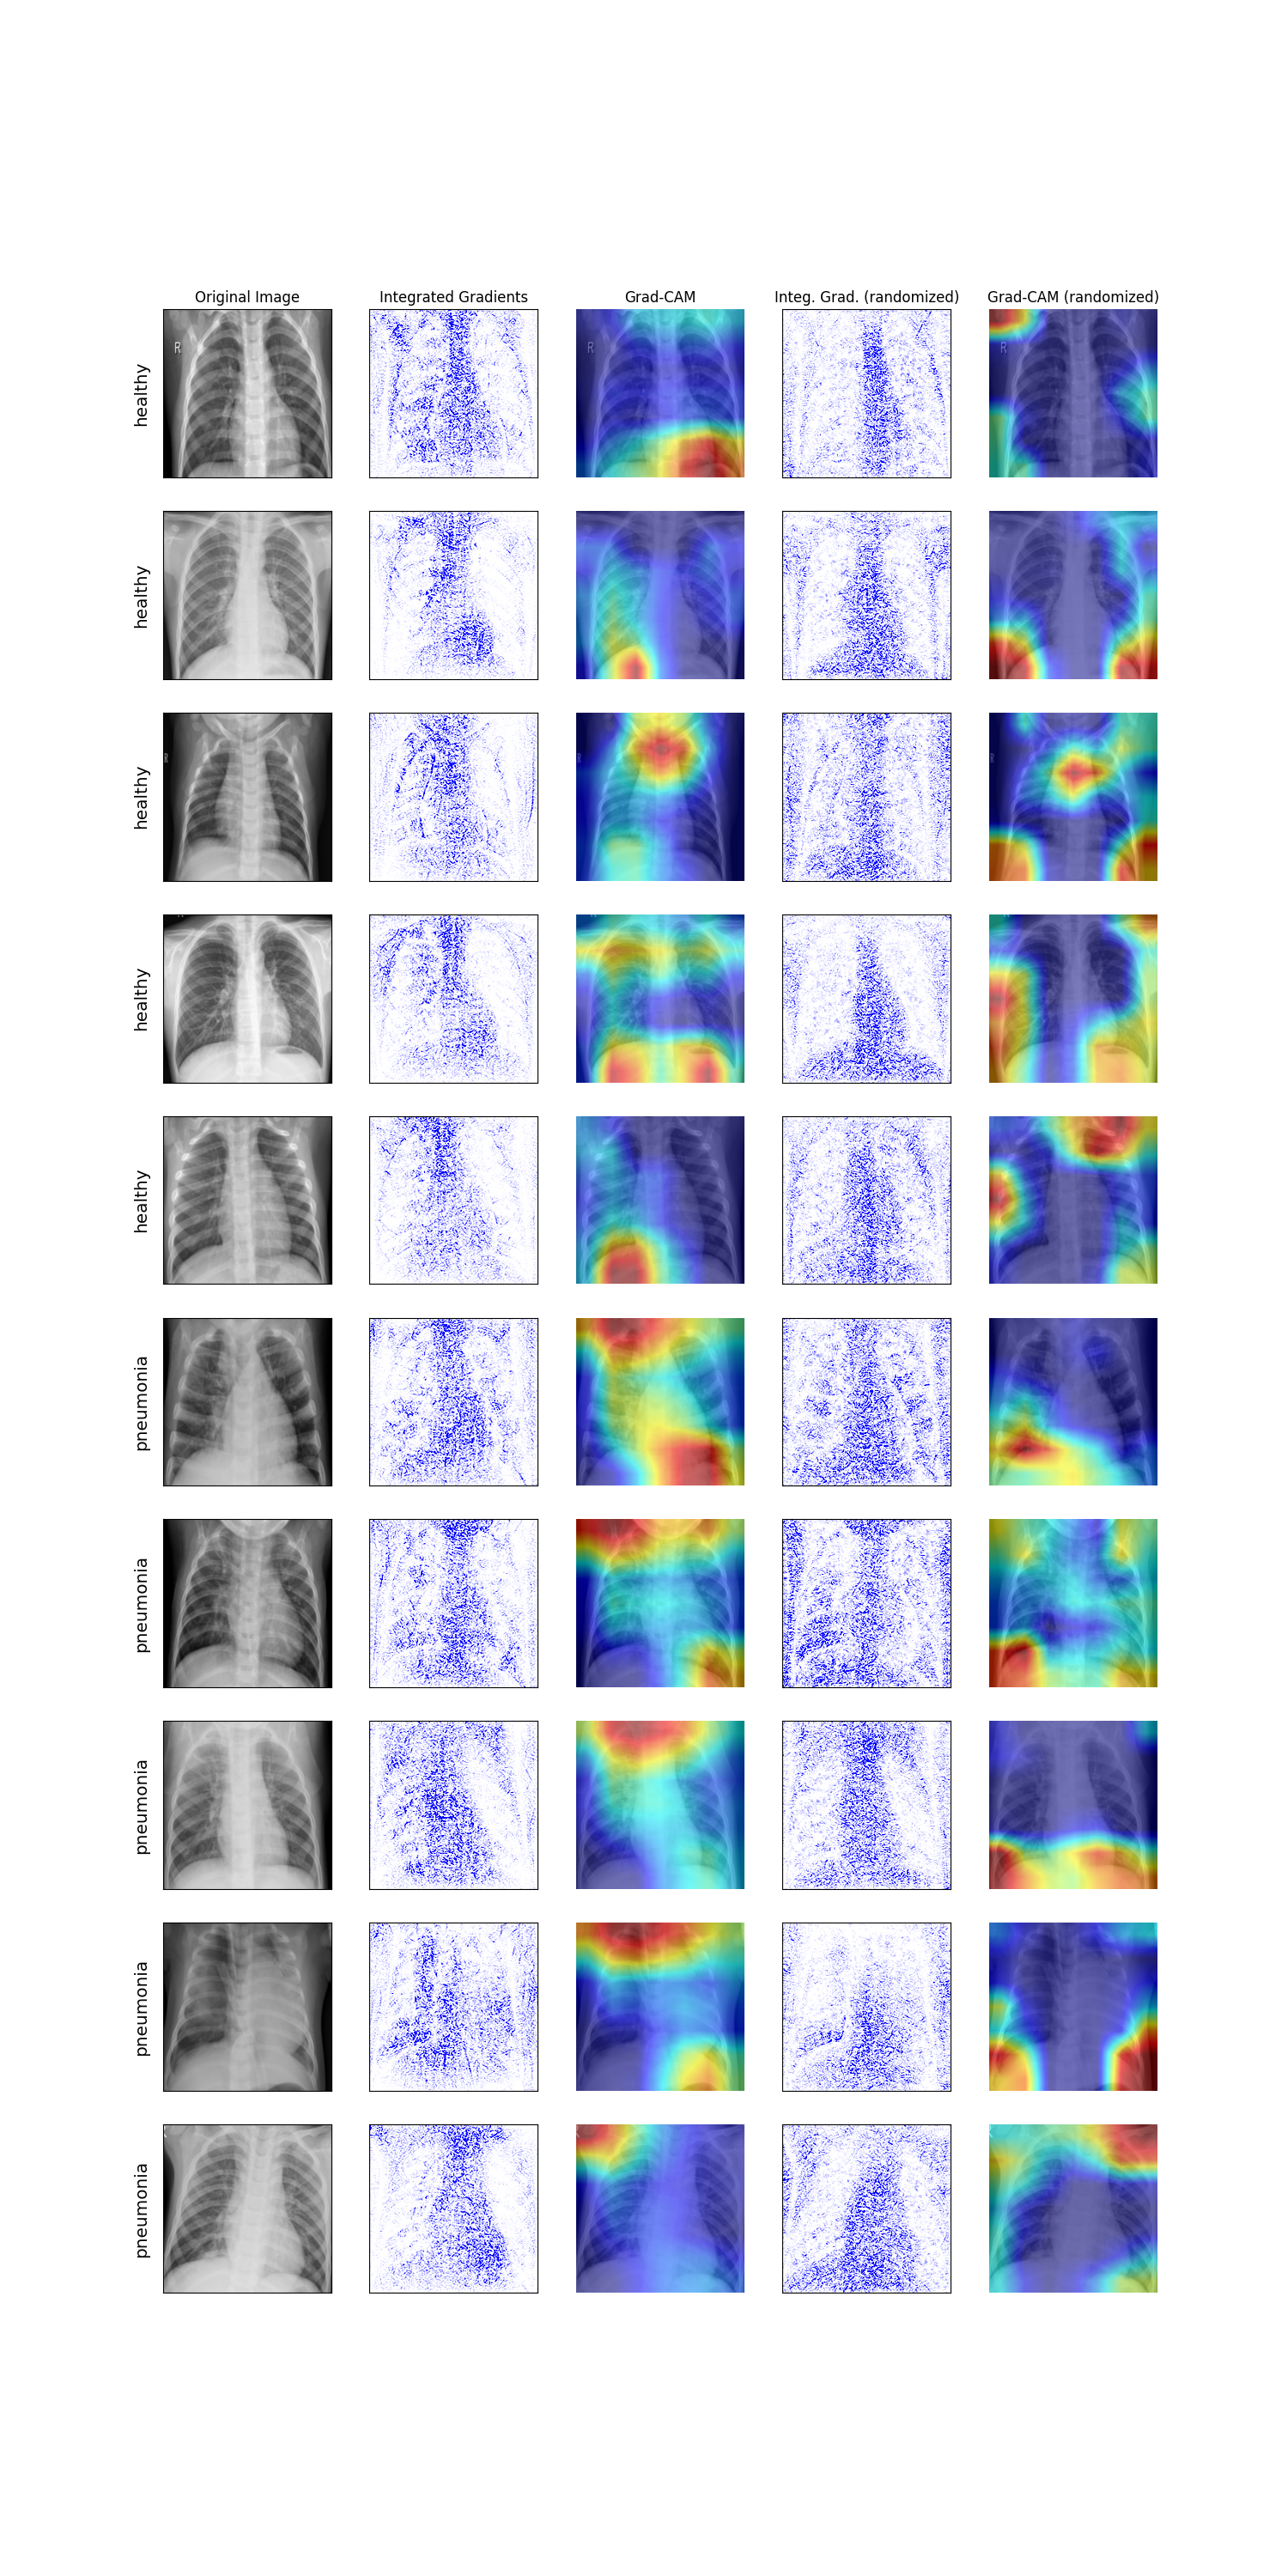 Original Image Integrated Gradients Grad-CAM Integ. Grad. (randomized) Grad-CAM (randomized)
healthy
R
healthy
healthy
healthy
healthy
pneumonia
pneumonia
pneumonia
pneumonia
pneumonia